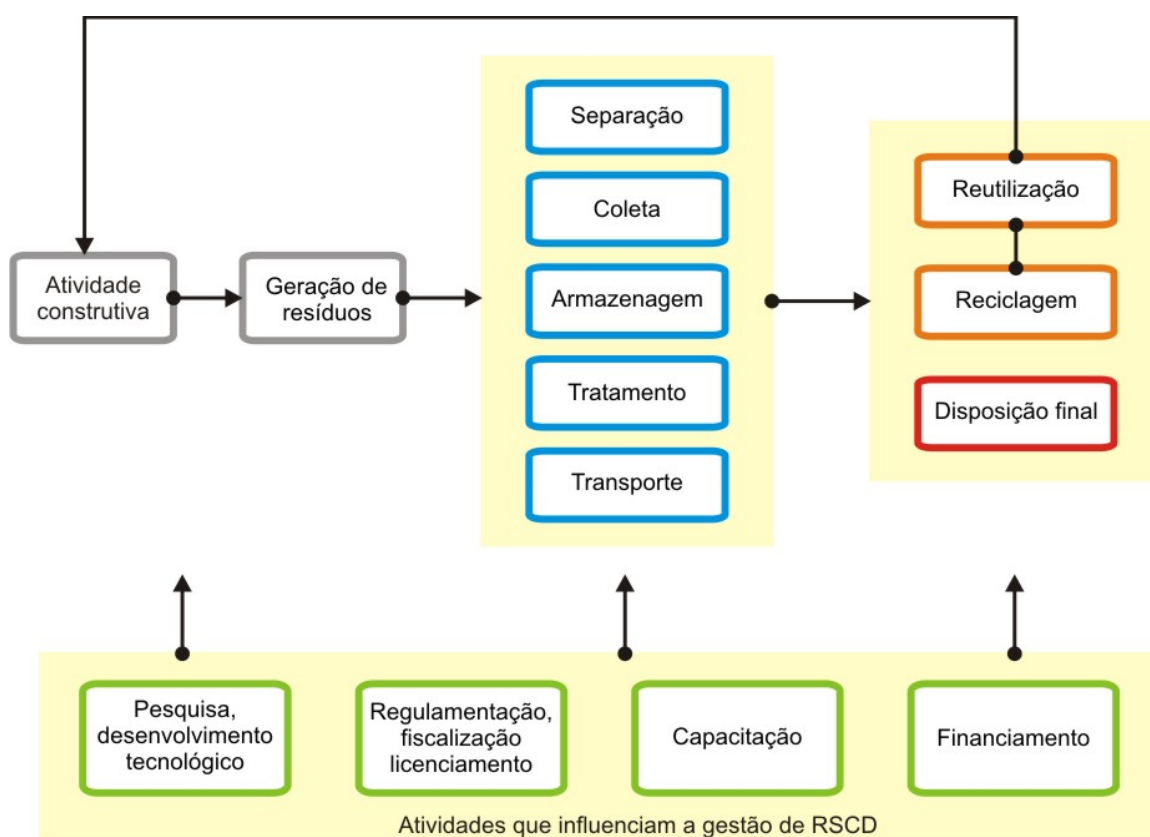 Separação
Coleta
Armazenagem
Tratamento
Transporte
Reutilização
Reciclagem
Disposição final
Atividade
construtiva
Geração de
resíduos
Pesquisa,
desenvolvimento
tecnológico
Regulamentação,
fiscalização
licenciamento
Capacitação
Financiamento
Atividades que influenciam a gestão de RSCD